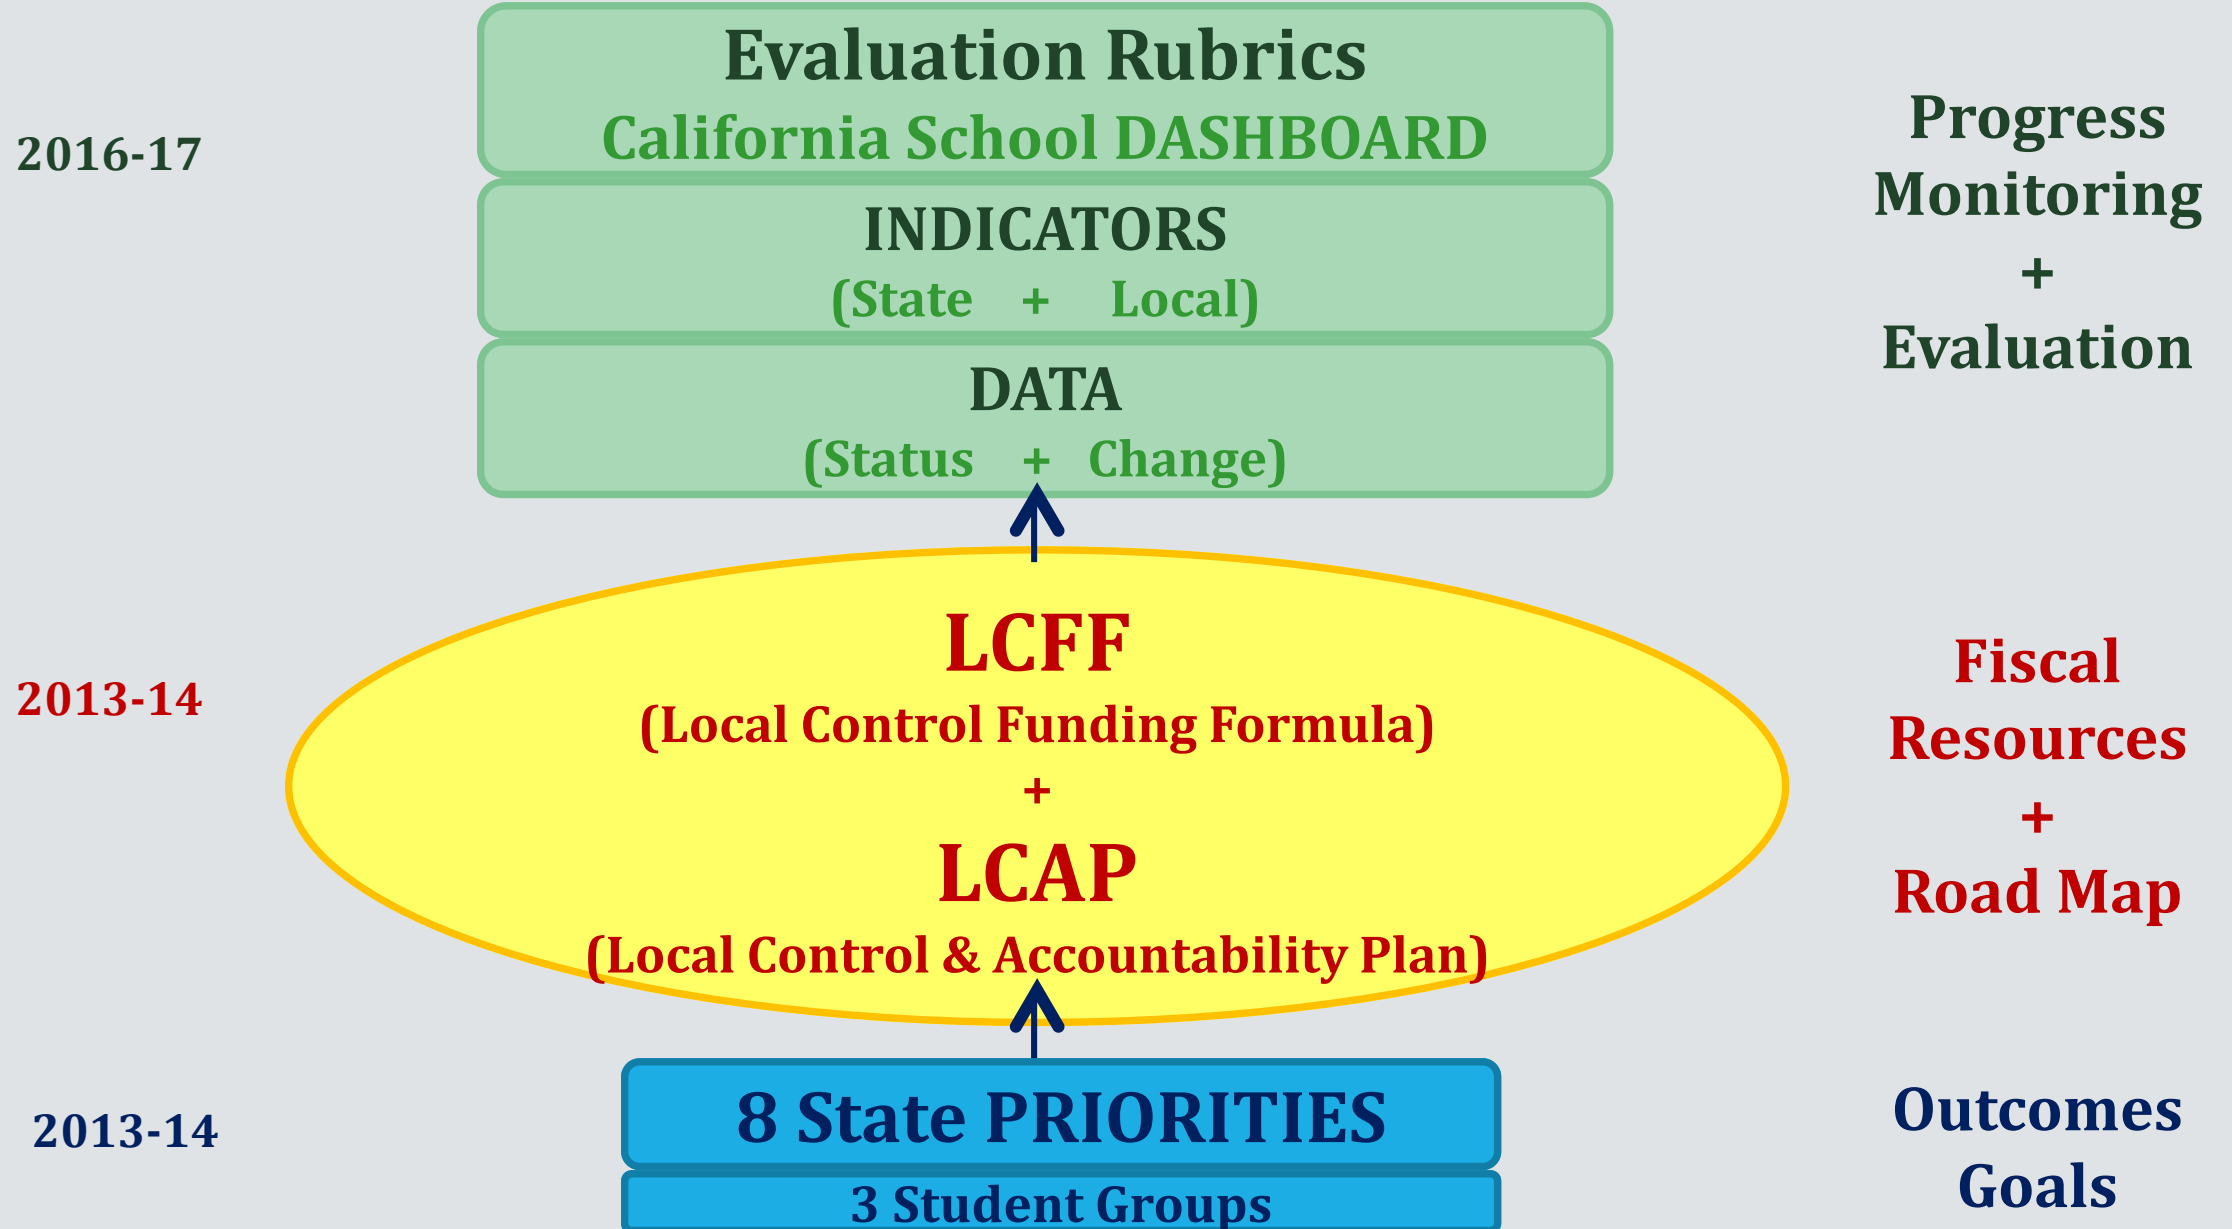 Evaluation Rubrics
California School DASHBOARD
2016-17
INDICATORS
(State + Local)
DATA
(Status + Change)
Progress
Monitoring
+
Evaluation
2013-14
LCFF
(Local Control Funding Formula)
+
LCAP
(Local Control & Accountability Plan)
Fiscal
Resources
+
Road Map
2013-14
8 State PRIORITIES
3 Student Groups
Outcomes
Goals